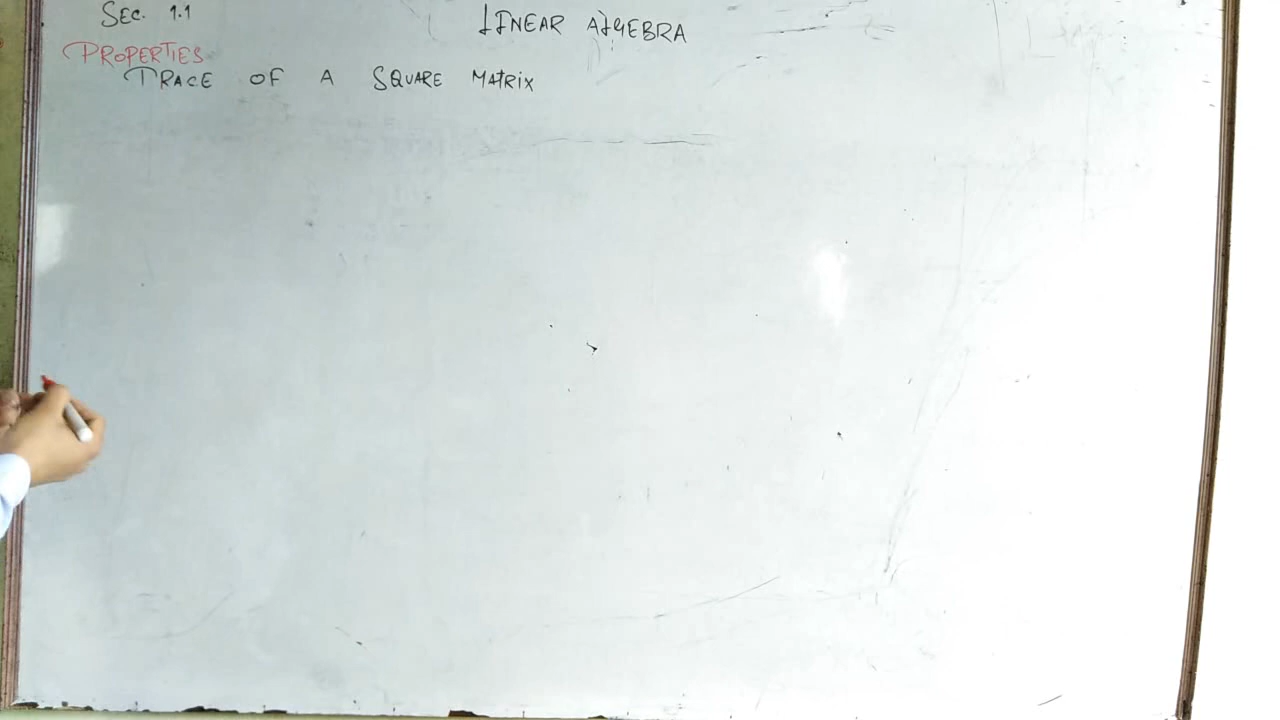 SEC. 1.1
LINEAR ALGEBRA
PROPERTIES
TRACE OF A SQUARE MATRIX